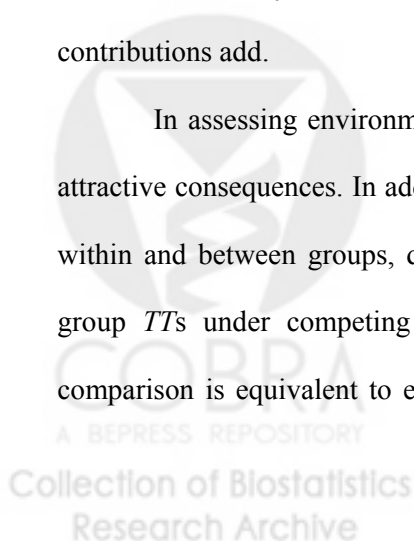 contributions add.
In assessing environm
attractive consequences. In add
within and between groups, c
group TTs under competing
comparison is equivalent to e
COBRA
A BEPRESS REPOSITORY
Collection of Biostatistics
Research Archive